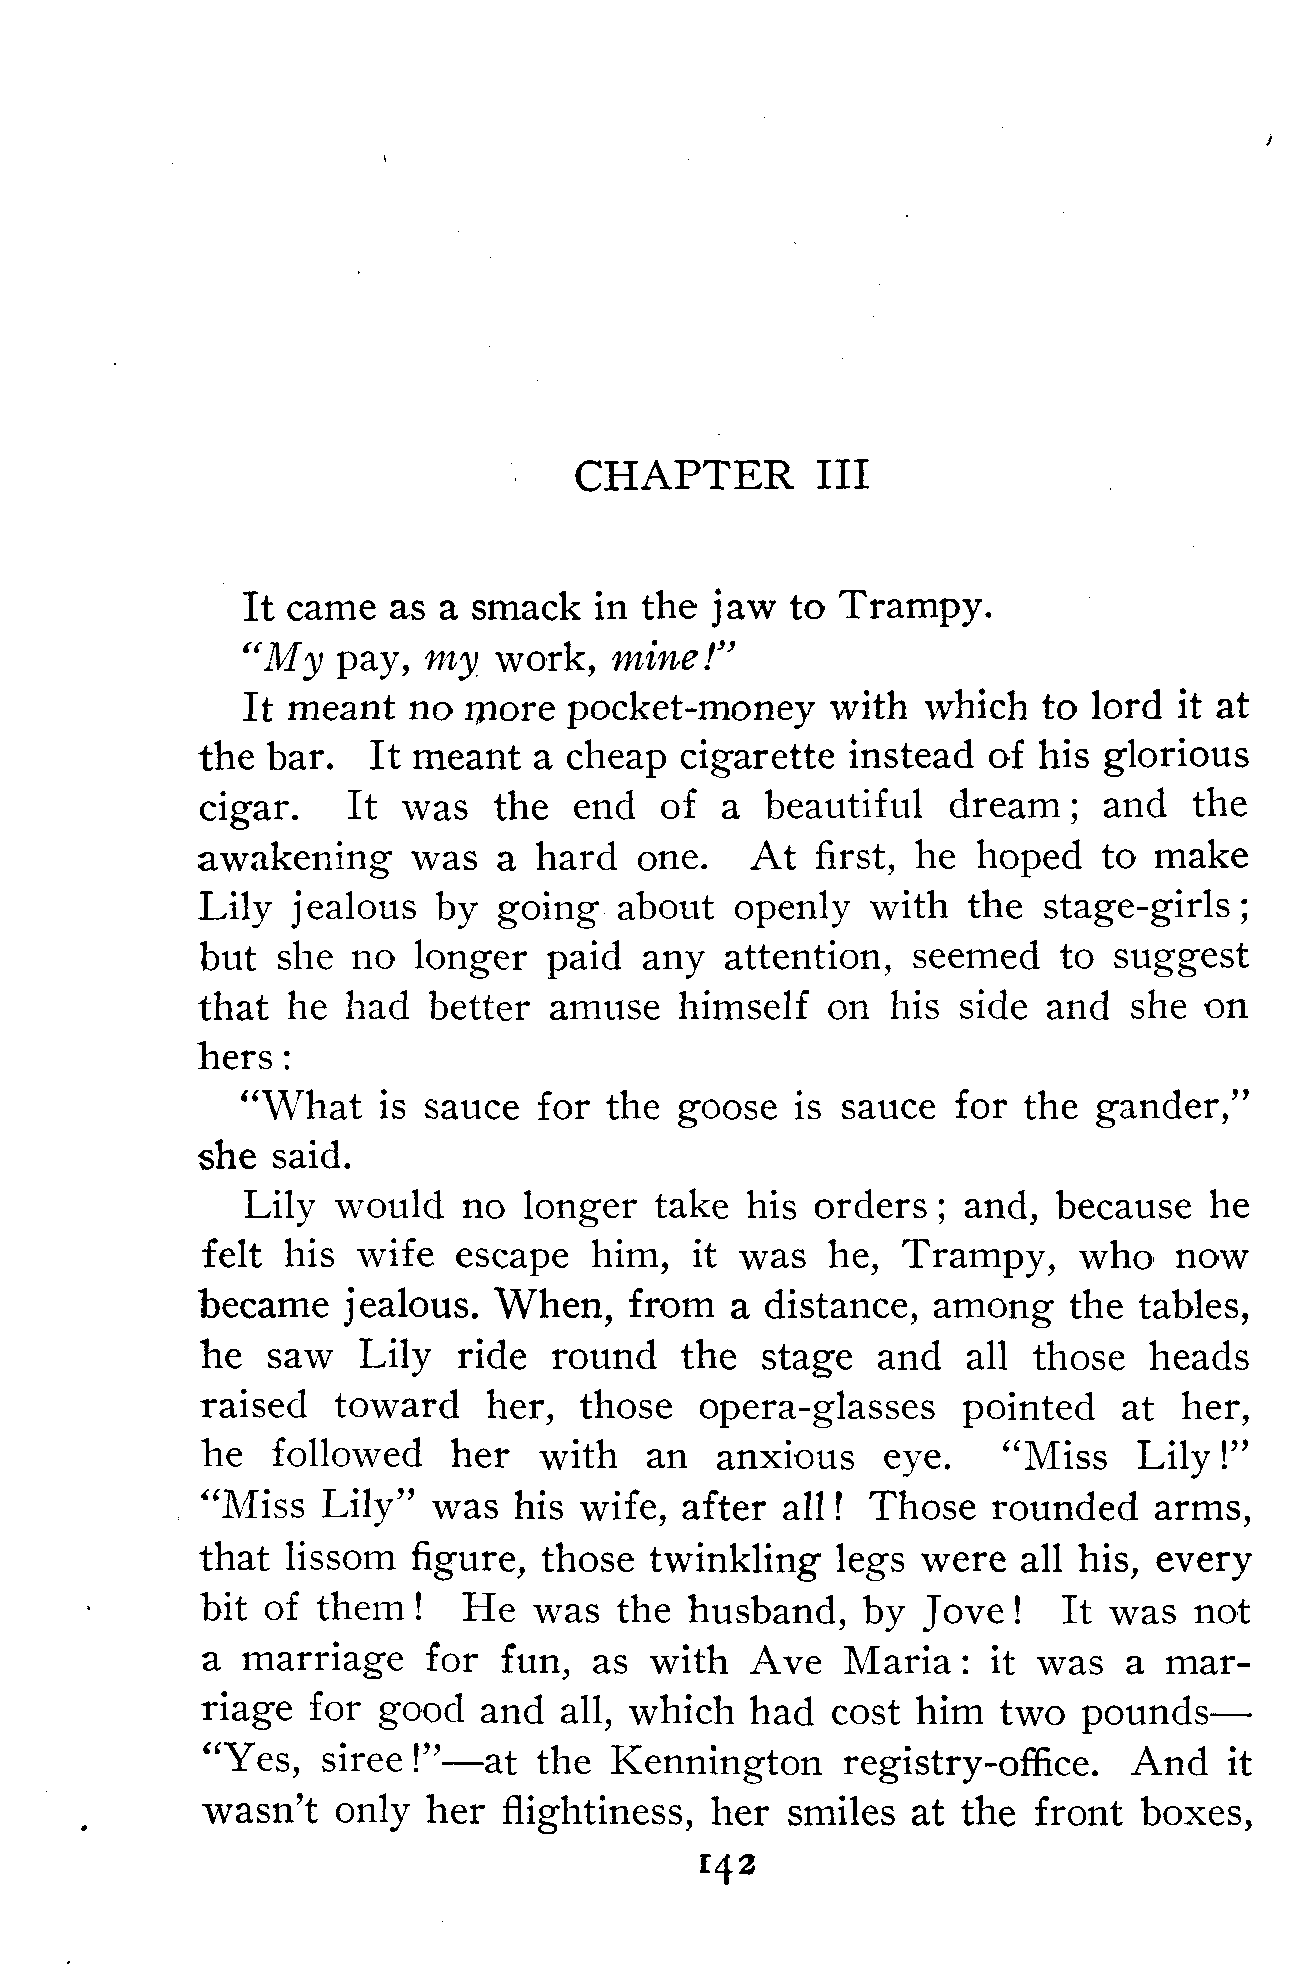 CHAPTER III
It came as a smack in the jaw to Trampy.
“My pay, my work, mine!”
It meant no more pocket-money with which to lord it at
the bar. It meant a cheap cigarette instead of his glorious
cigar. It was the end of a beautiful dream; and the
awakening was a hard one. At first, he hoped to make
Lily jealous by going about openly with the stage-girls;
but she no longer paid any attention, seemed to suggest
that he had better amuse himself on his side and she on
hers:
“What is sauce for the goose is sauce for the gander,”
she said.
Lily would no longer take his orders; and, because he
felt his wife escape him, it was he, Trampy, who now
became jealous. When, from a distance, among the tables,
he saw Lily ride round the stage and all those heads
raised toward her, those opera-glasses pointed at her,
he followed her with an anxious eye. “Miss Lily!”
“Miss Lily” was his wife, after all! Those rounded arms,
that lissom figure, those twinkling legs were all his, every
bit of them! He was the husband, by Jove! It was not
a marriage for fun, as with Ave Maria: it was a mar-
riage for good and all, which had cost him two pounds—
“Yes, siree!”—at the Kennington registry-office. And it
wasn't only her flightiness, her smiles at the front boxes,
142